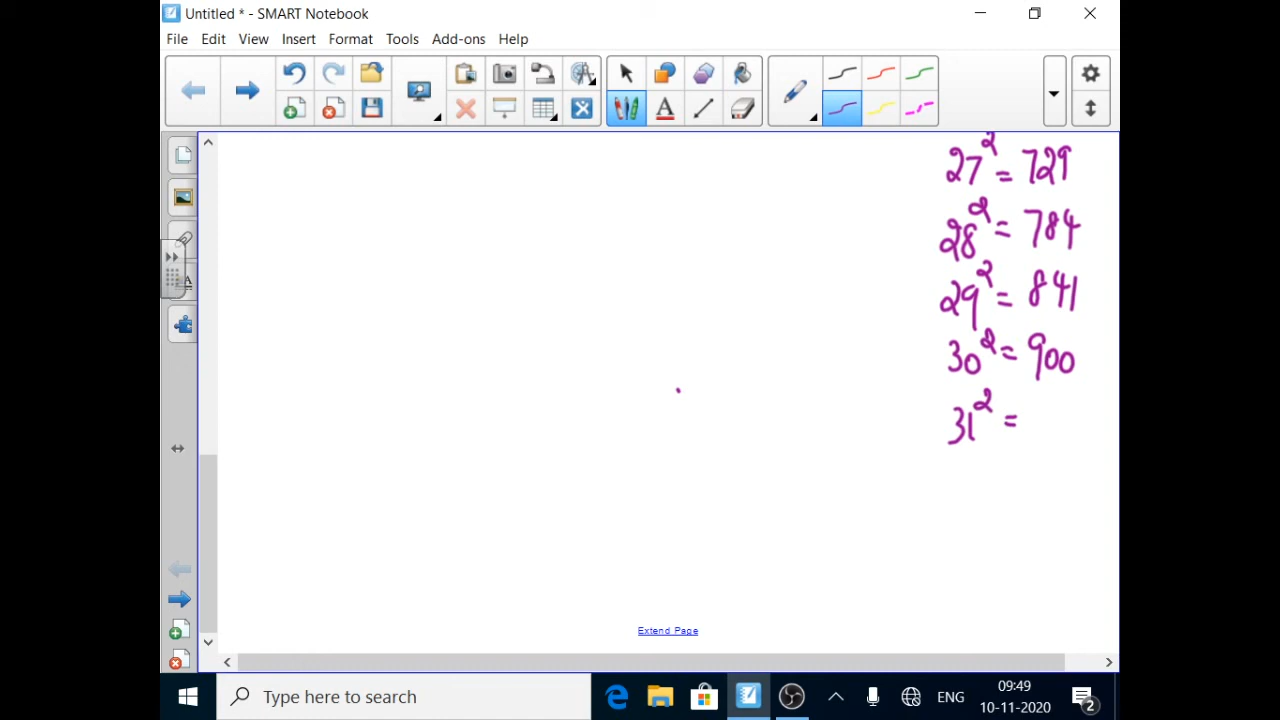 Untitled * - SMART Notebook
File Edit View Insert Format Tools Add-ons Help
27² = 729
28² = 784
29² = 841
30² = 900
31² =
Extend Page
Type here to search
ENG
09:49
10-11-2020
2